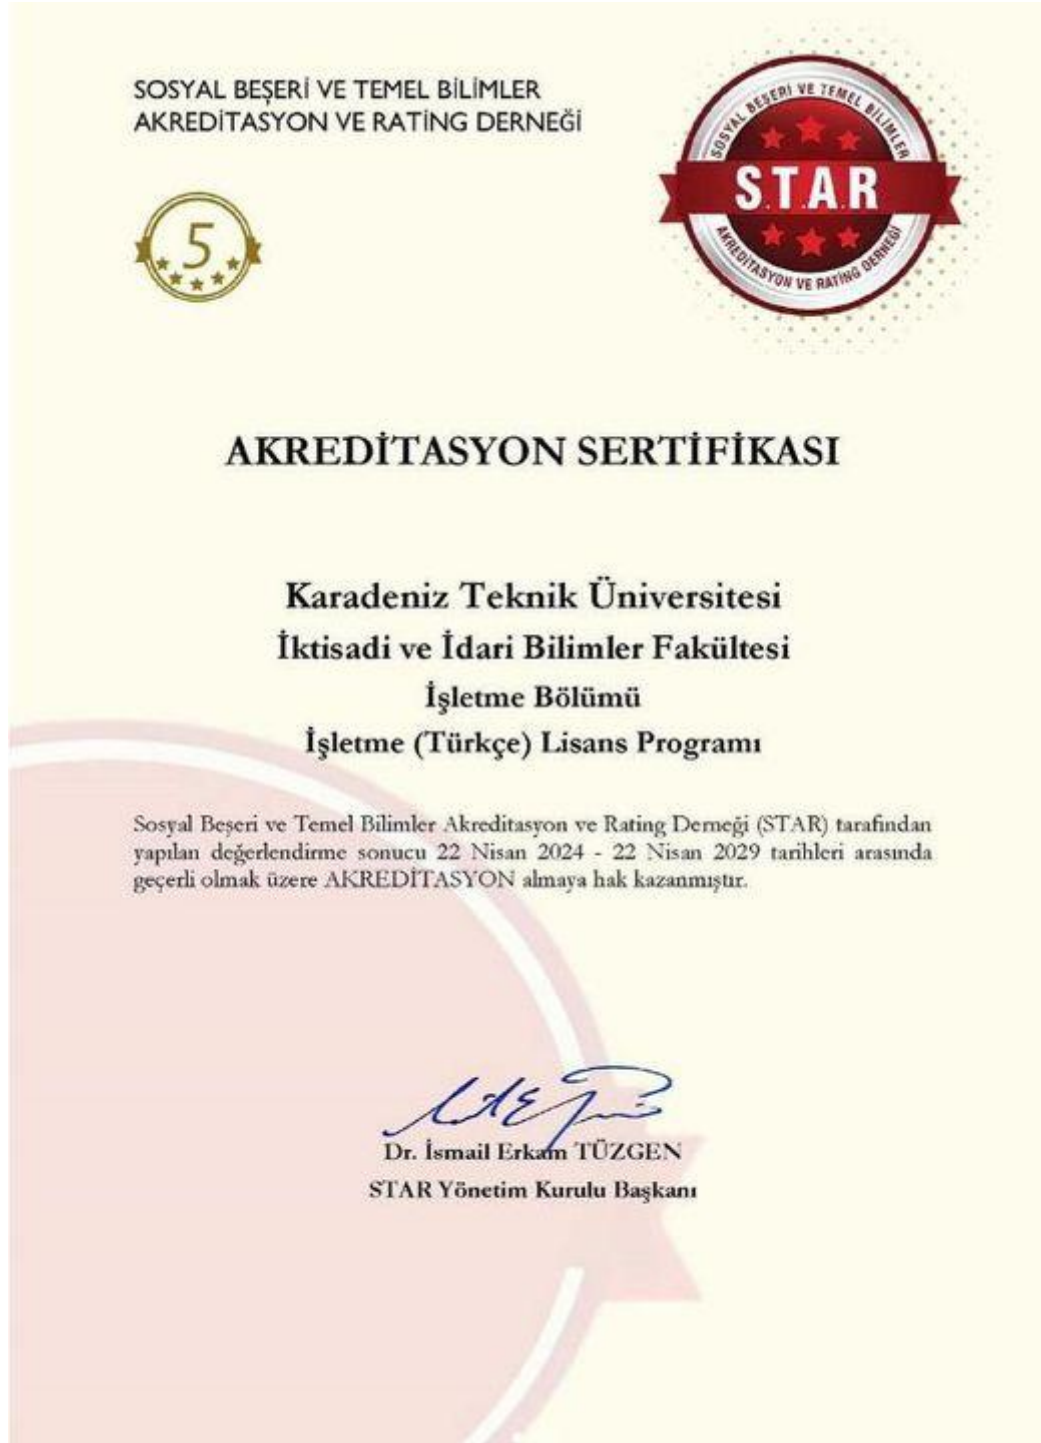 SOSYAL BEŞERİ VE TEMEL BİLİMLER
AKREDİTASYON VE RATİNG DERNEĞİ
SOSYAL BEŞERİ VE TEMEL BİLİMLER
S.T.A.R
AKREDİTASYON VE RATİNG DERNEĞİ
5
AKREDİTASYON SERTİFİKASI
Karadeniz Teknik Üniversitesi
İktisadi ve İdari Bilimler Fakültesi
İşletme Bölümü
İşletme (Türkçe) Lisans Programı
Sosyal Beşeri ve Temel Bilimler Akreditasyon ve Rating Derneği (STAR) tarafından
yapılan değerlendirme sonucu 22 Nisan 2024 - 22 Nisan 2029 tarihleri arasında
geçerli olmak üzere AKREDİTASYON almaya hak kazanmıştır.
Dr. İsmail Erkam TÜZGEN
STAR Yönetim Kurulu Başkanı